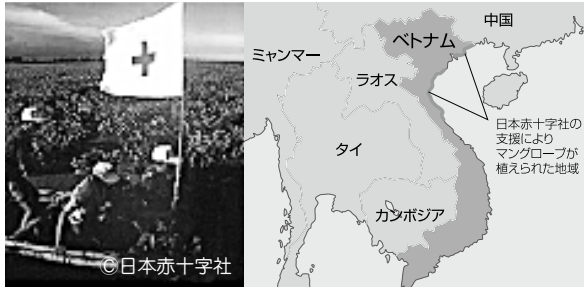 ©日本赤十字社
中国
ベトナム
ミャンマー
ラオス
日本赤十字社の
支援により
マングローブが
植えられた地域
タイ
カンボジア